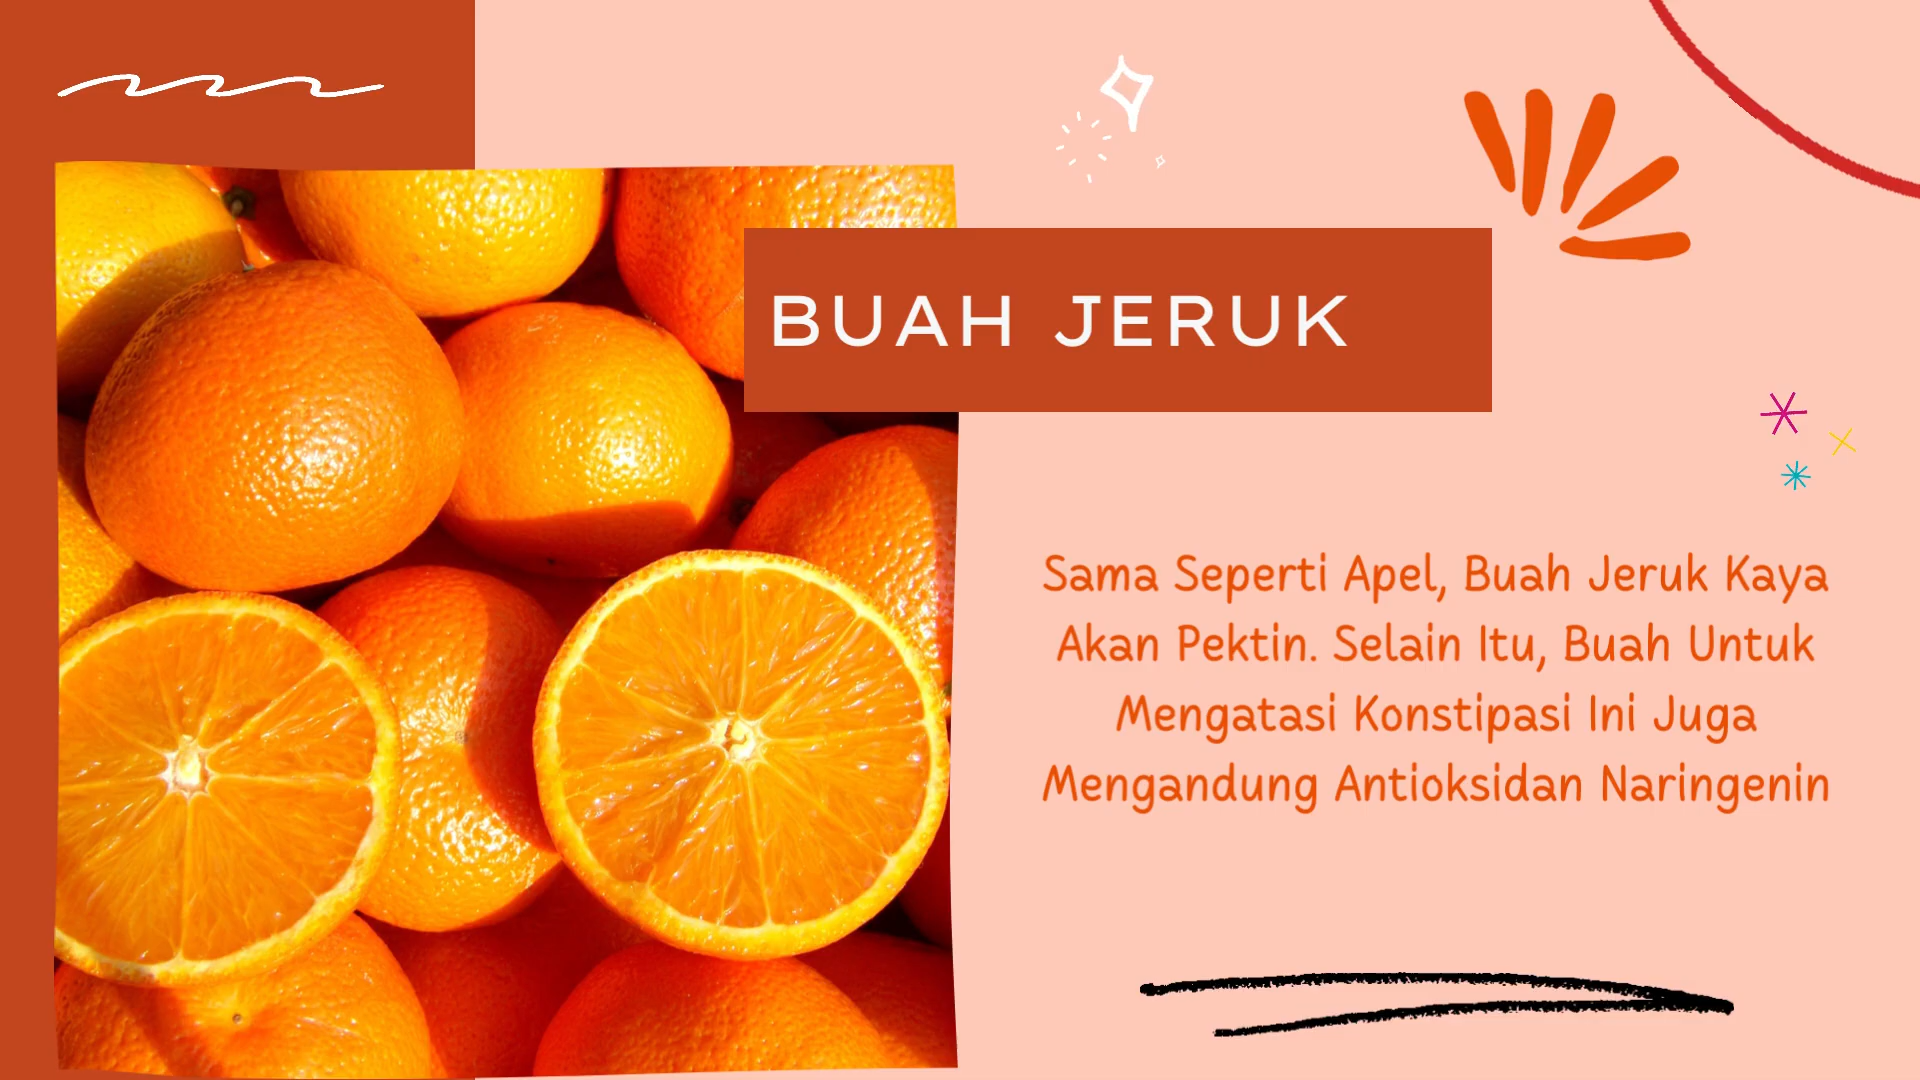 BUAH JERUK
Sama Seperti Apel, Buah Jeruk Kaya
Akan Pektin. Selain Itu, Buah Untuk
Mengatasi Konstipasi Ini Juga
Mengandung Antioksidan Naringenin